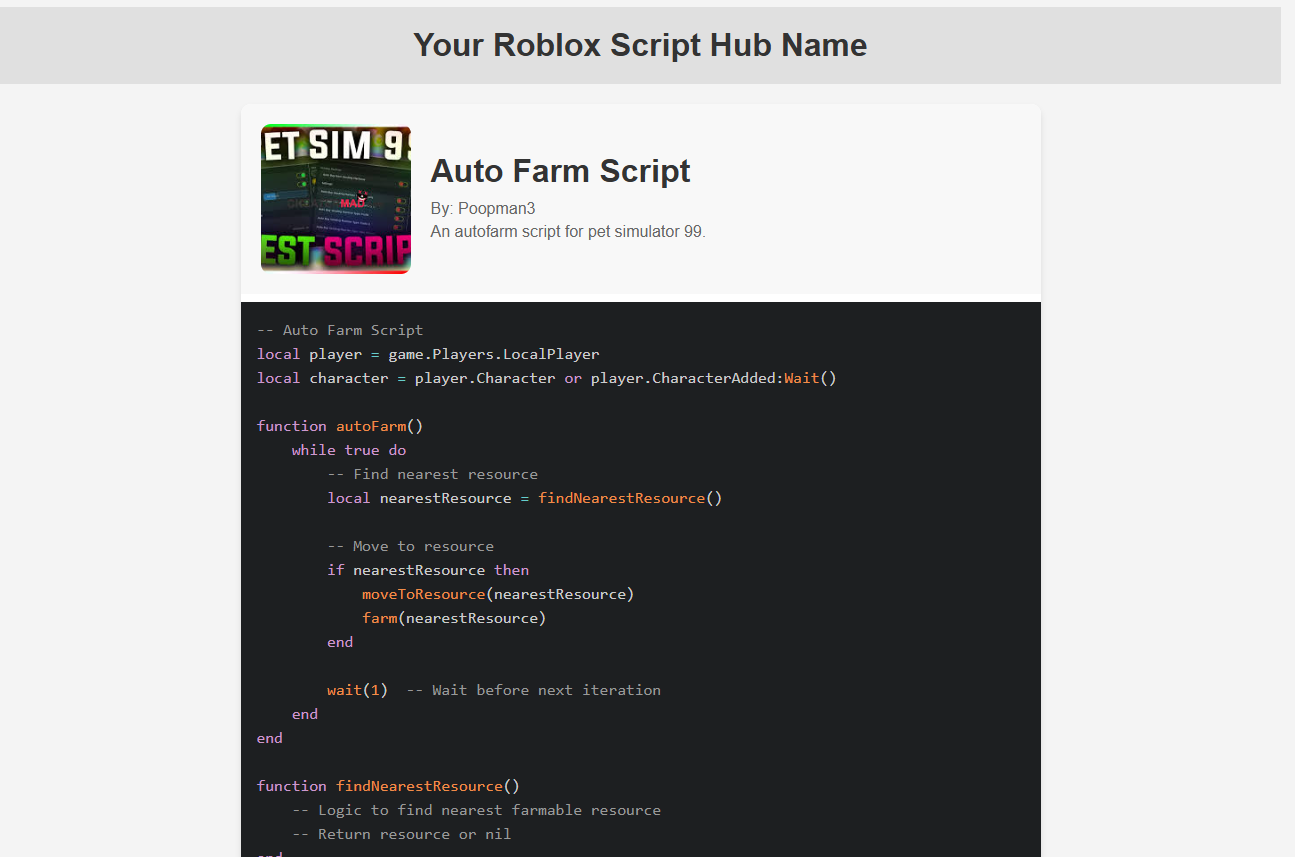 Your Roblox Script Hub Name
ET SIM 99
MAD
EST SCRIP
Auto Farm Script
By: Poopman3
An autofarm script for pet simulator 99.
-- Auto Farm Script
local player = game.Players.LocalPlayer
local character = player.Character or player.CharacterAdded:Wait()
function autoFarm()
while true do
-- Find nearest resource
local nearestResource = findNearestResource()
-- Move to resource
if nearestResource then
moveToResource(nearestResource)
farm(nearestResource)
end
wait(1)  -- Wait before next iteration
end
end
function findNearestResource()
-- Logic to find nearest farmable resource
-- Return resource or nil
end